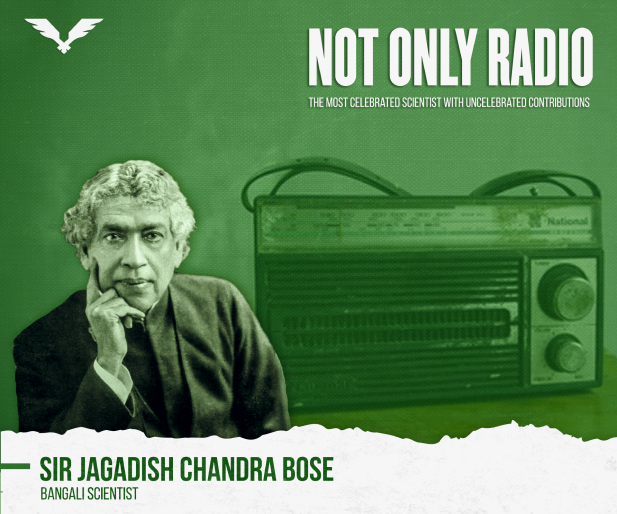 NOT ONLY RADIO
THE MOST CELEBRATED SCIENTIST WITH UNCELEBRATED CONTRIBUTIONS
National
SIR JAGADISH CHANDRA BOSE
BANGALI SCIENTIST